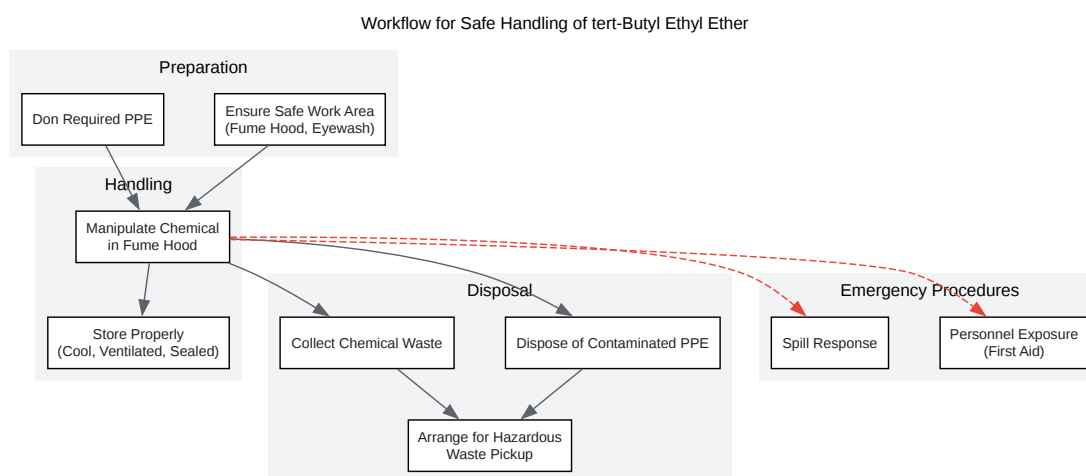 Workflow for Safe Handling of tert-Butyl Ethyl Ether
Preparation
Don Required PPE
Ensure Safe Work Area
(Fume Hood, Eyewash)
Handling
Manipulate Chemical
in Fume Hood
Store Properly
(Cool, Ventilated, Sealed)
Disposal
Collect Chemical Waste
Dispose of Contaminated PPE
Arrange for Hazardous
Waste Pickup
Emergency Procedures
Spill Response
Personnel Exposure
(First Aid)